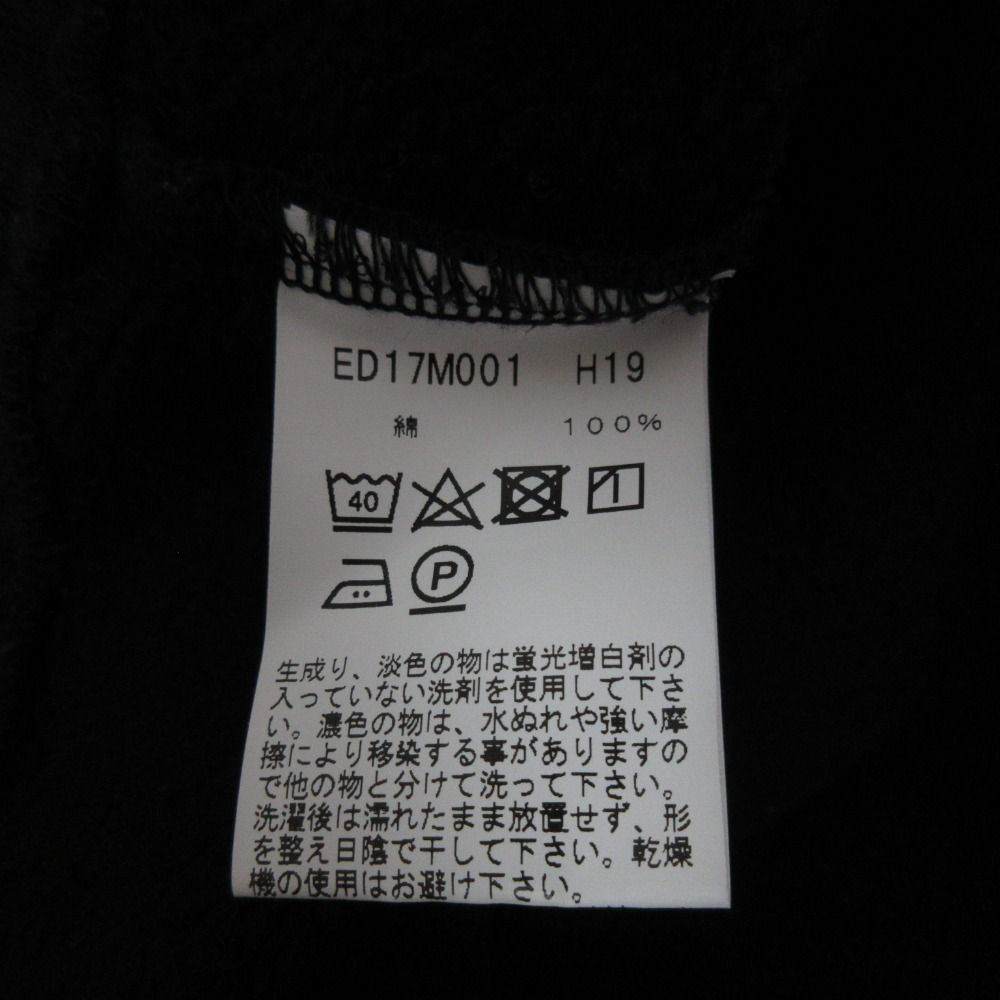 ED17M001 H19
綿 100%
40
P
生成り、淡色の物は蛍光増白剤の
入っていない洗剤を使用して下さ
い。濃色の物は、水ぬれや強い摩
擦により移染する事がありますの
で他の物と分けて洗って下さい。
洗濯後は濡れたまま放置せず、形
を整え日陰で干して下さい。乾燥
機の使用はお避け下さい。